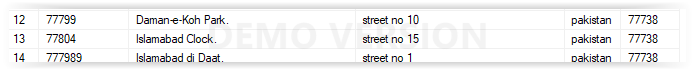 12 77799 Daman-e-Koh Park. street no 10 pakistan 77738
13 77804 Islamabad Clock. street no 15 pakistan 77738
14 777989 Islamabad di Daat. street no 1 pakistan 77738
DEMO VERSION